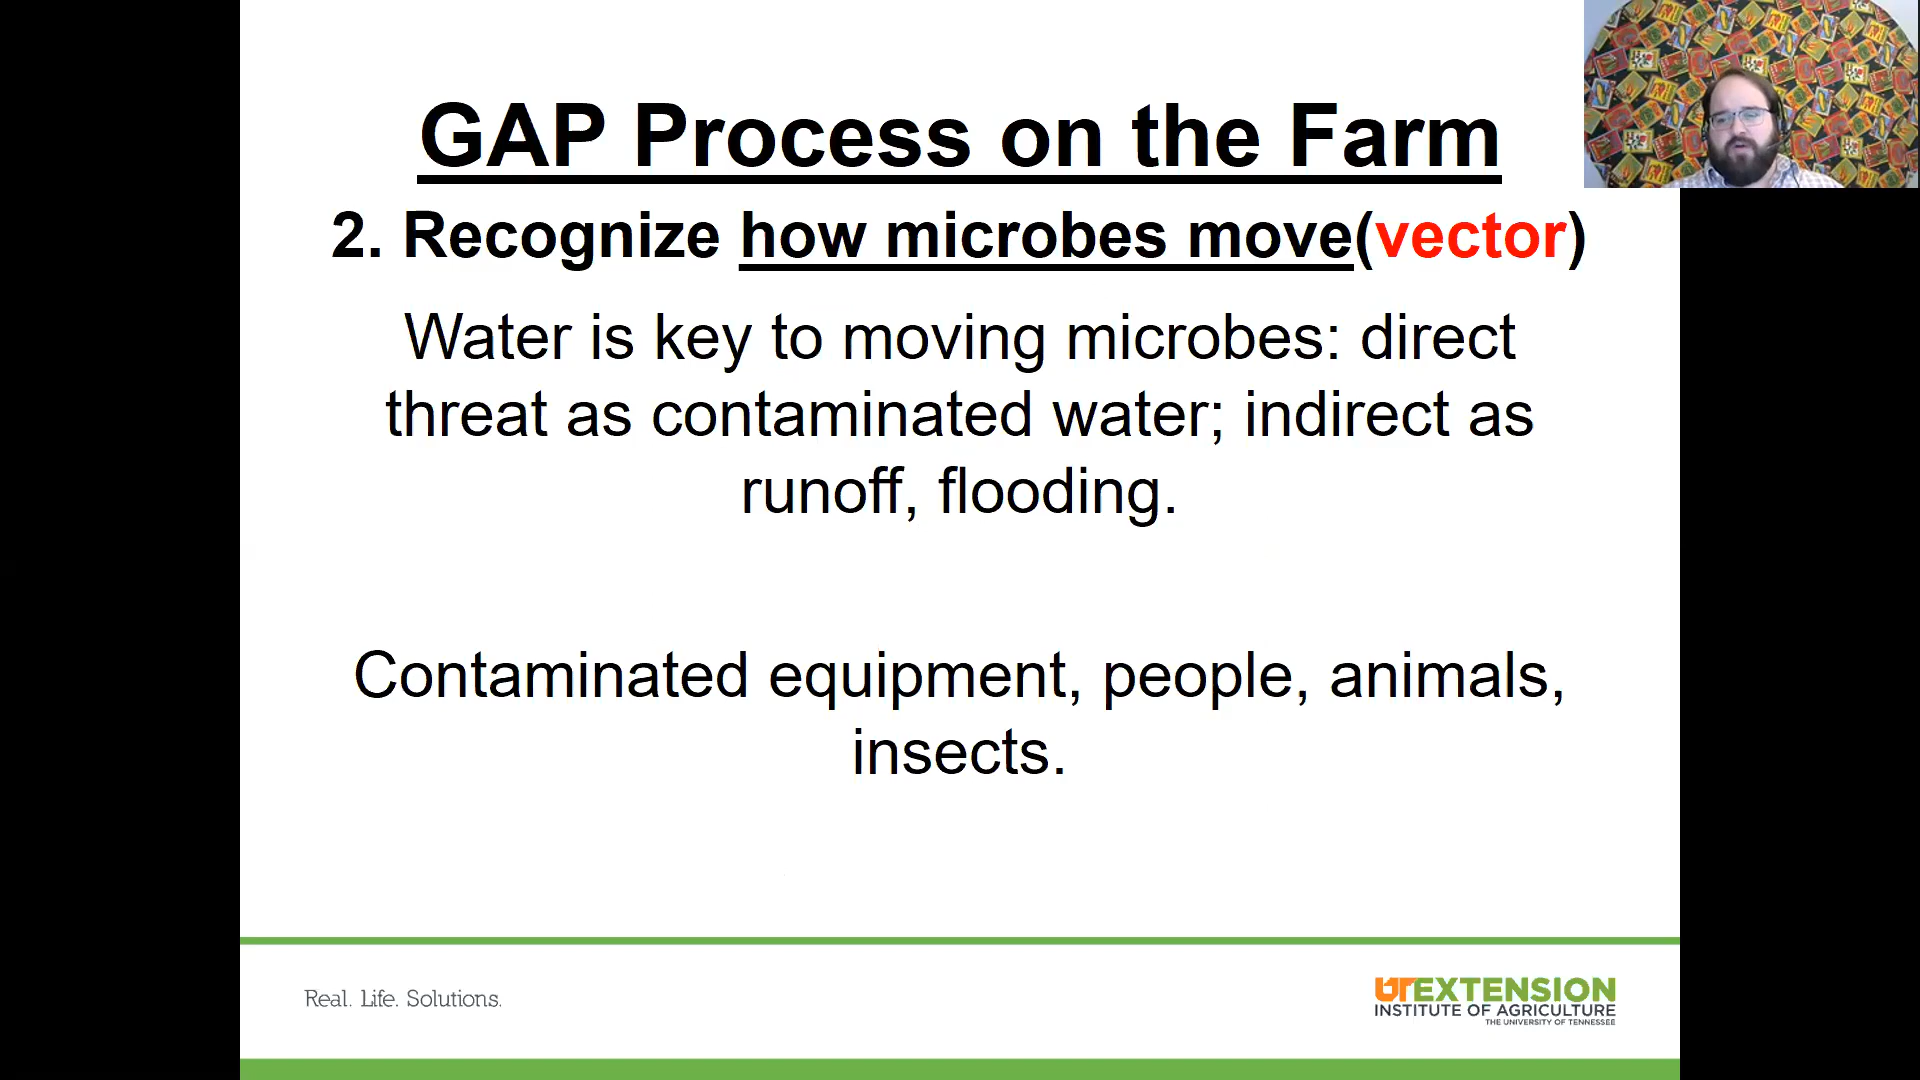 GAP Process on the Farm
2. Recognize how microbes move(vector)
Water is key to moving microbes: direct
threat as contaminated water; indirect as
runoff, flooding.
Contaminated equipment, people, animals,
insects.
Real. Life. Solutions.
UTEXTENSION
INSTITUTE OF AGRICULTURE
THE UNIVERSITY OF TENNESSEE